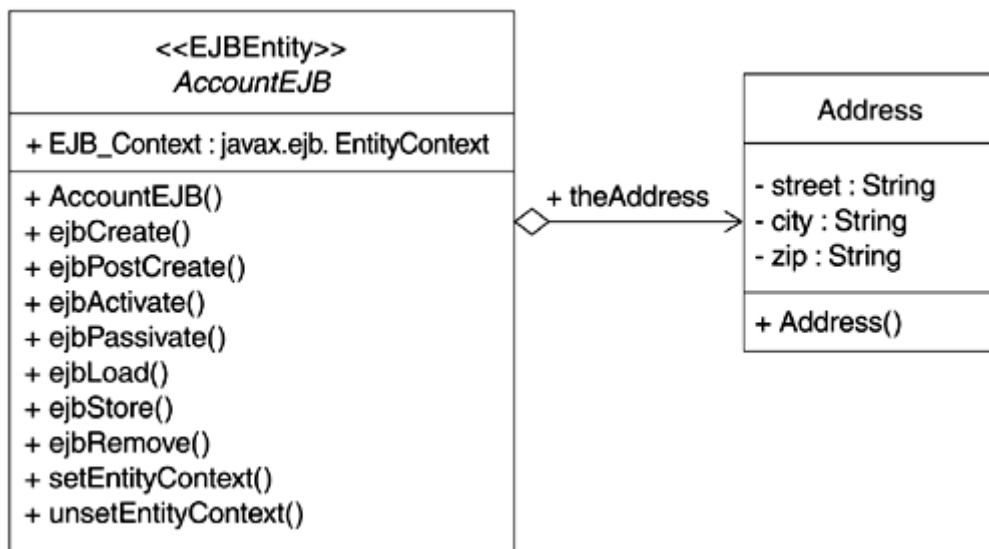 <<EJBEntity>>
AccountEJB
+ EJB_Context : javax.ejb. EntityContext
+ AccountEJB()
+ ejbCreate()
+ ejbPostCreate()
+ ejbActivate()
+ ejbPassivate()
+ ejbLoad()
+ ejbStore()
+ ejbRemove()
+ setEntityContext()
+ unsetEntityContext()
+ theAddress
Address
- street : String
- city : String
- zip : String
+ Address()